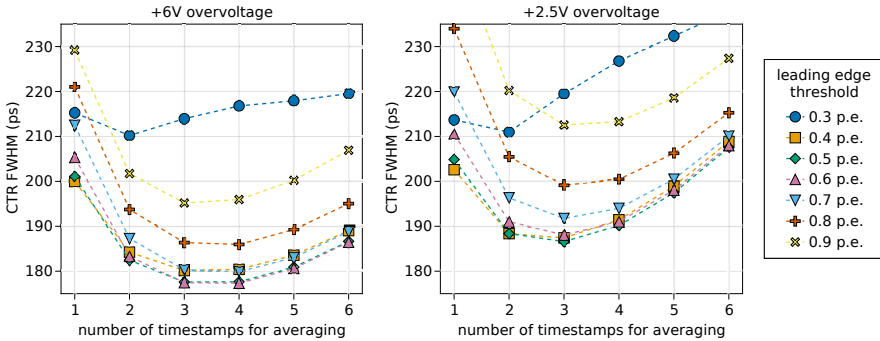 +6V overvoltage
+2.5V overvoltage
CTR FWHM (ps)
230
220
210
200
190
180
1 2 3 4 5 6
number of timestamps for averaging
CTR FWHM (ps)
230
220
210
200
190
180
1 2 3 4 5 6
number of timestamps for averaging
leading edge
threshold
0.3 p.e.
0.4 p.e.
0.5 p.e.
0.6 p.e.
0.7 p.e.
0.8 p.e.
0.9 p.e.